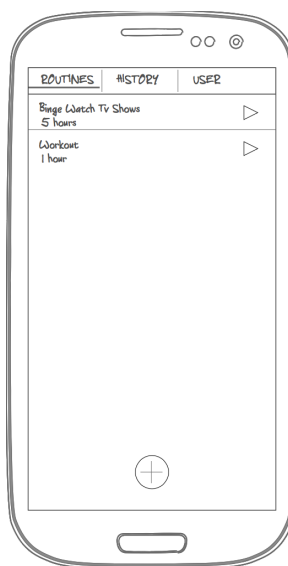 ROUTINES HISTORY USER
Binge Watch Tv Shows
5 hours
Workout
1 hour